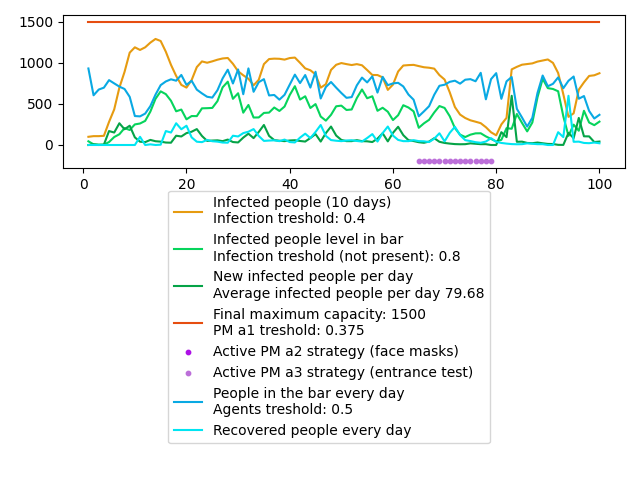 1500
1000
500
0
0
20
40
60
80
100
Infected people (10 days)
Infection treshold: 0.4
Infected people level in bar
Infection treshold (not present): 0.8
New infected people per day
Average infected people per day 79.68
Final maximum capacity: 1500
PM a1 treshold: 0.375
Active PM a2 strategy (face masks)
Active PM a3 strategy (entrance test)
People in the bar every day
Agents treshold: 0.5
Recovered people every day